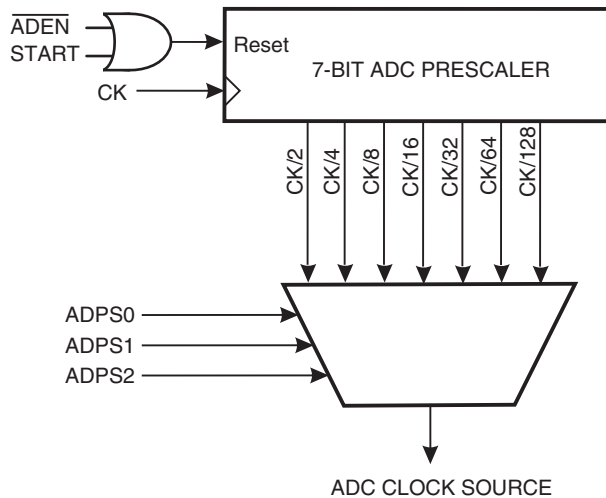 ADEN
START
Reset
7-BIT ADC PRESCALER
CK
CK/2
CK/4
CK/8
CK/16
CK/32
CK/64
CK/128
ADPS0
ADPS1
ADPS2
ADC CLOCK SOURCE